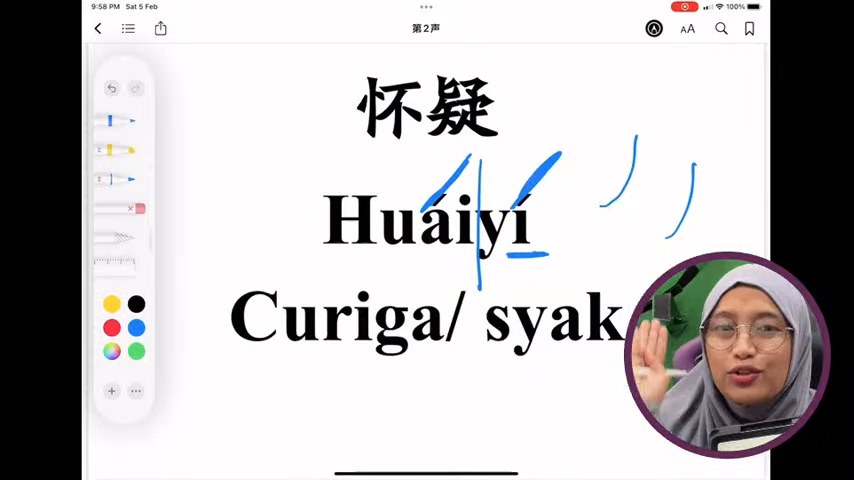 9:58 PM Sat 5 Feb
100%
第2声
AA
怀疑
Huáiyí
Curiga/ syak